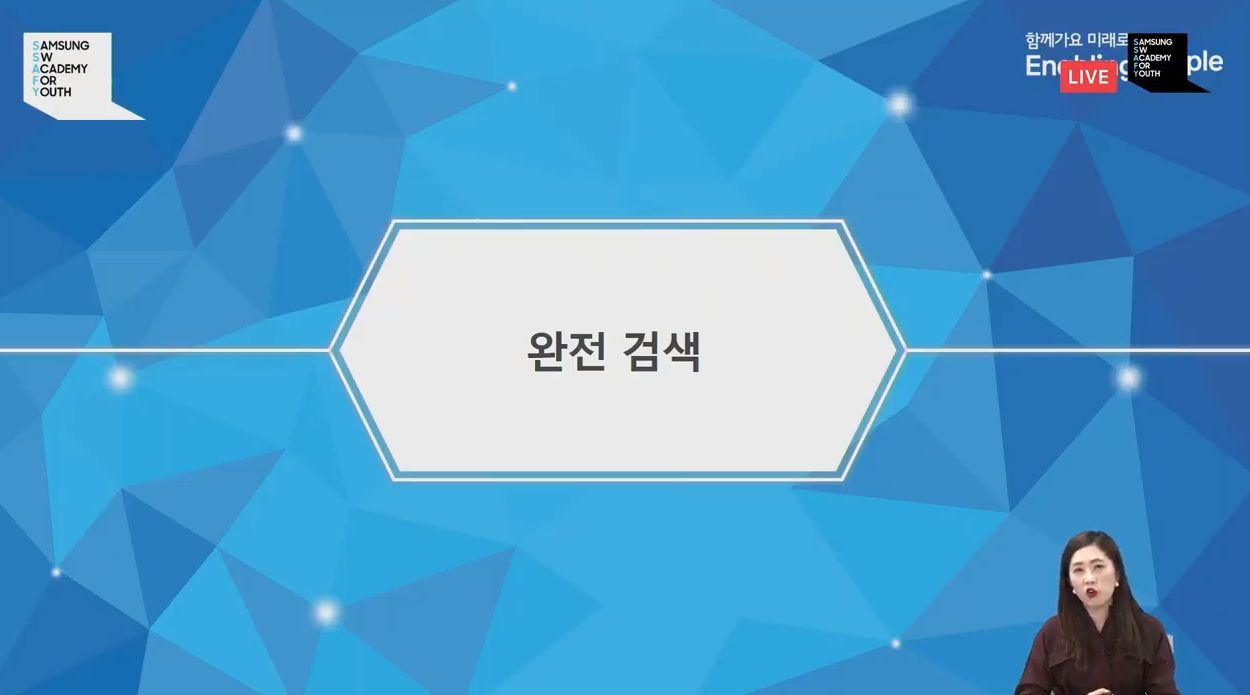 SAMSUNG
SW
ACADEMY
FOR
YOUTH
함께가요 미래로
LIVE
SAMSUNG
SW
ACADEMY
FOR
YOUTH
완전 검색